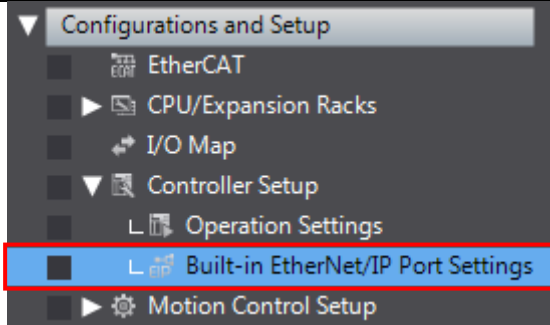 Configurations and Setup
EtherCAT
CPU/Expansion Racks
I/O Map
Controller Setup
Operation Settings
Built-in EtherNet/IP Port Settings
Motion Control Setup